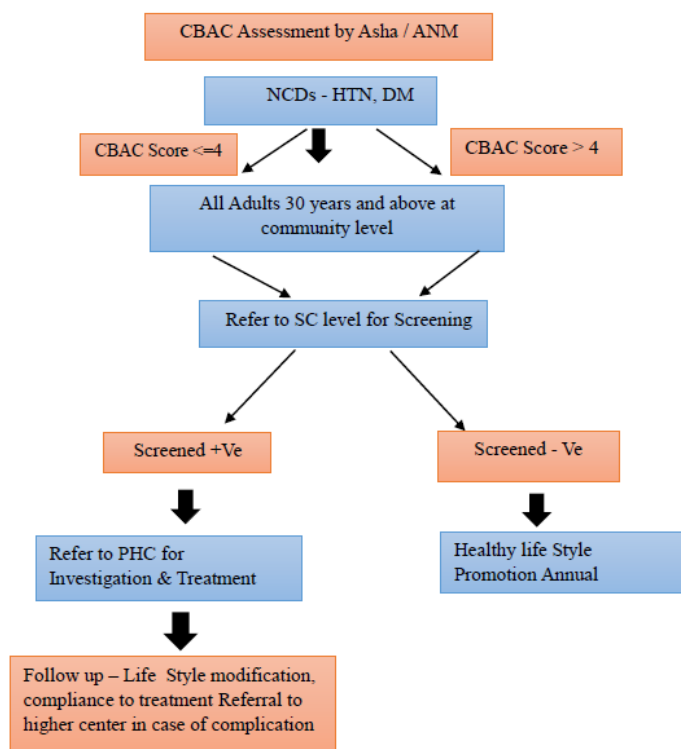 CBAC Assessment by Asha / ANM
NCDs - HTN, DM
CBAC Score <=4
CBAC Score > 4
All Adults 30 years and above at
community level
Refer to SC level for Screening
Screened +Ve
Screened - Ve
Refer to PHC for
Investigation & Treatment
Healthy life Style
Promotion Annual
Follow up – Life Style modification,
compliance to treatment Referral to
higher center in case of complication